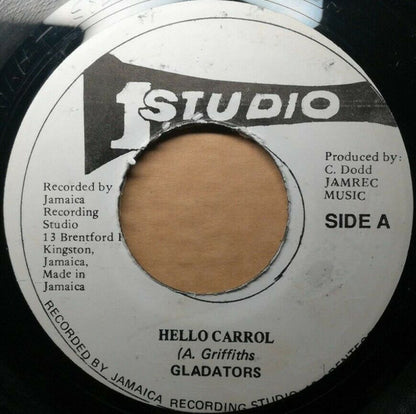 1 STUDIO
Produced by:
C. Dodd
JAMREC
MUSIC
SIDE A
Recorded by
Jamaica
Recording
Studio
13 Brentford
Kingston,
Jamaica,
Made in
Jamaica
HELLO CARROL
(A. Griffiths
GLADATORS
RECORDED BY JAMAICA RECORDING STUDIO